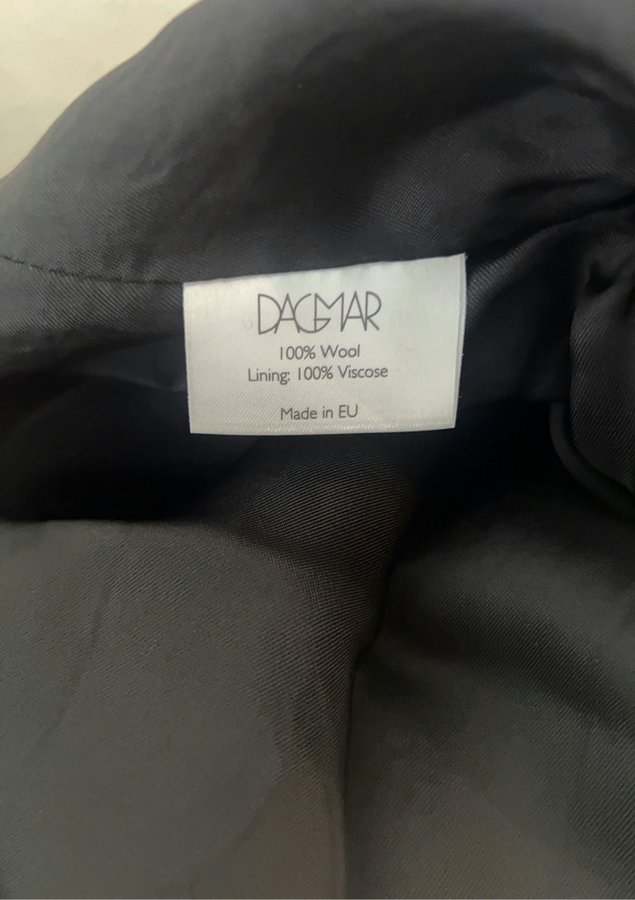 DAGMAR
100% Wool
Lining: 100% Viscose
Made in EU